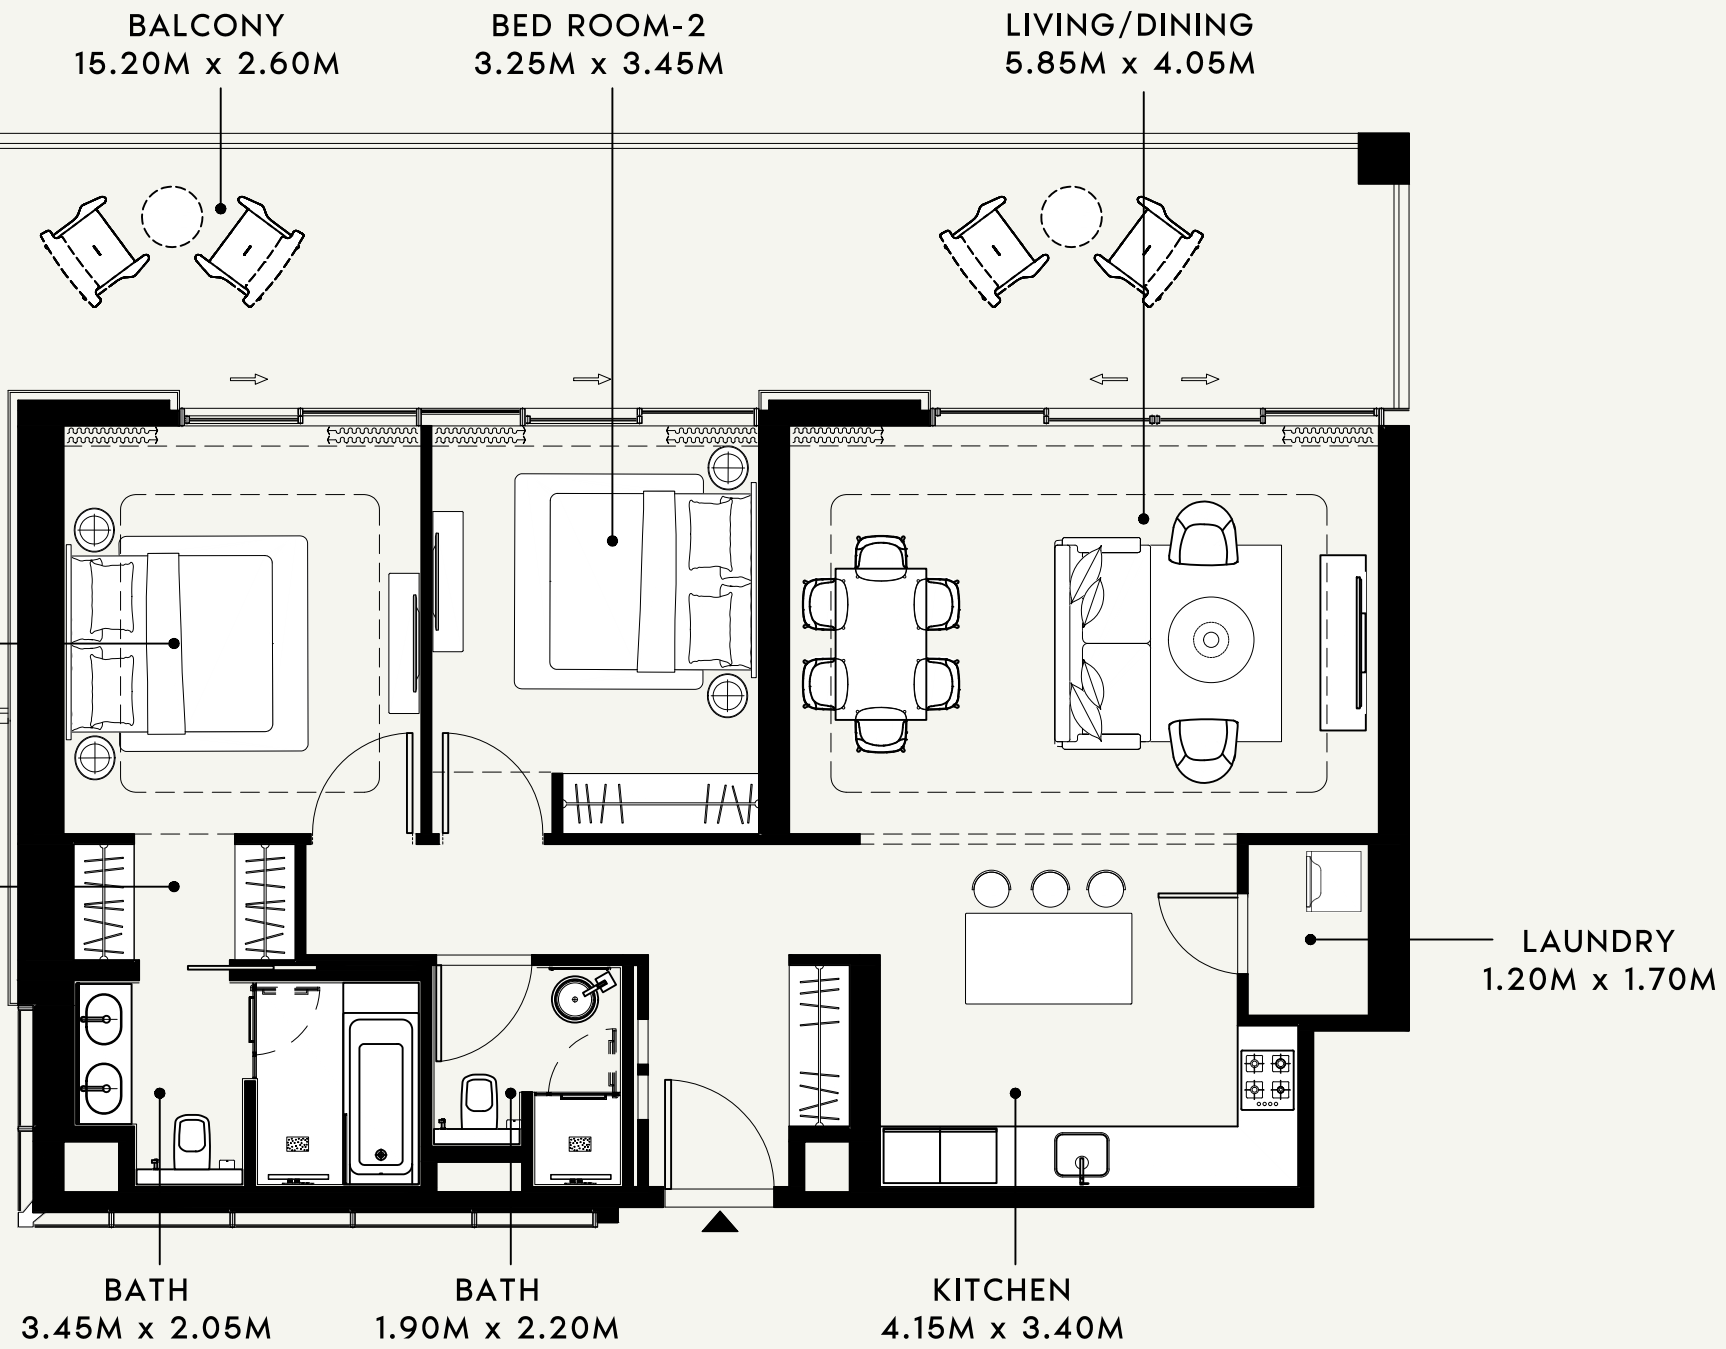 BALCONY
15.20M x 2.60M
BED ROOM-2
3.25M x 3.45M
LIVING/DINING
5.85M x 4.05M
LAUNDRY
1.20M x 1.70M
BATH
3.45M x 2.05M
BATH
1.90M x 2.20M
KITCHEN
4.15M x 3.40M